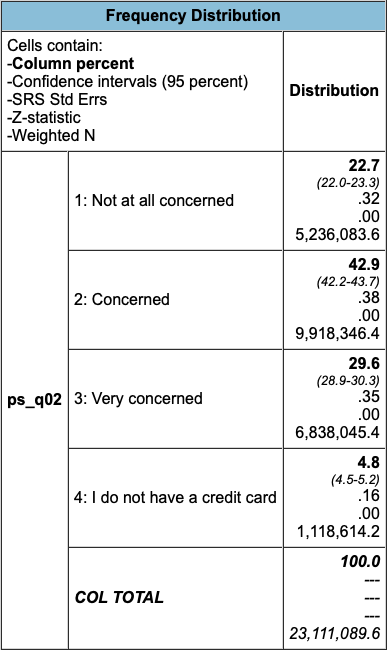 Frequency Distribution
Cells contain:
-Column percent
-Confidence intervals (95 percent)
-SRS Std Errs
-Z-statistic
-Weighted N
Distribution
ps_q02
1: Not at all concerned
22.7
(22.0-23.3)
.32
.00
5,236,083.6
2: Concerned
42.9
(42.2-43.7)
.38
.00
9,918,346.4
3: Very concerned
29.6
(28.9-30.3)
.35
.00
6,838,045.4
4: I do not have a credit card
4.8
(4.5-5.2)
.16
.00
1,118,614.2
COL TOTAL
100.0
---
---
---
23,111,089.6